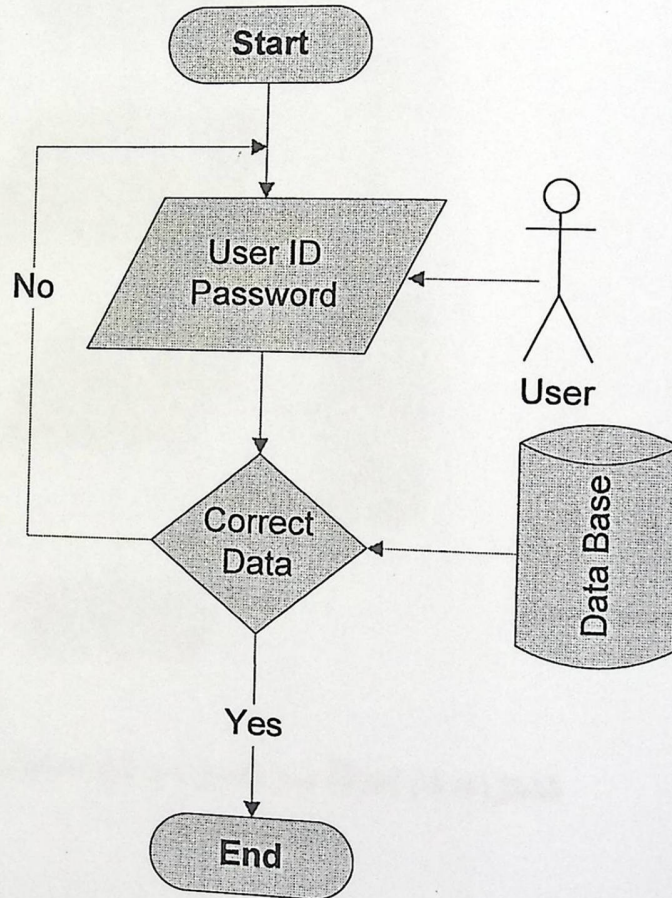 Start
User ID
Password
No
User
Correct
Data
Data Base
Yes
End